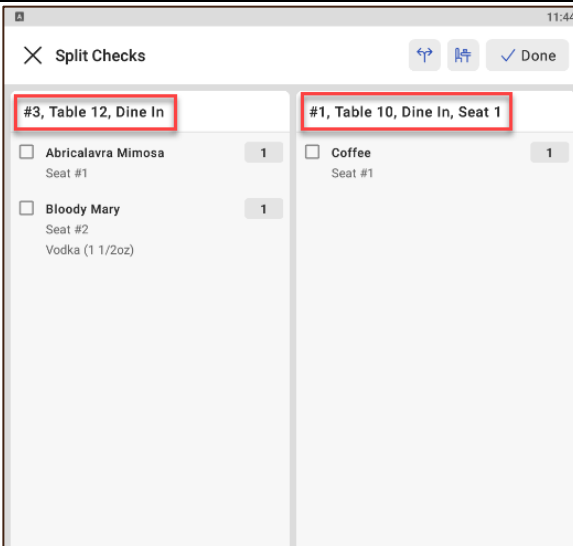 A
11:44
Split Checks
Done
#3, Table 12, Dine In
Abricalavra Mimosa
1
Seat #1
Bloody Mary
1
Seat #2
Vodka (1 1/2oz)
#1, Table 10, Dine In, Seat 1
Coffee
1
Seat #1